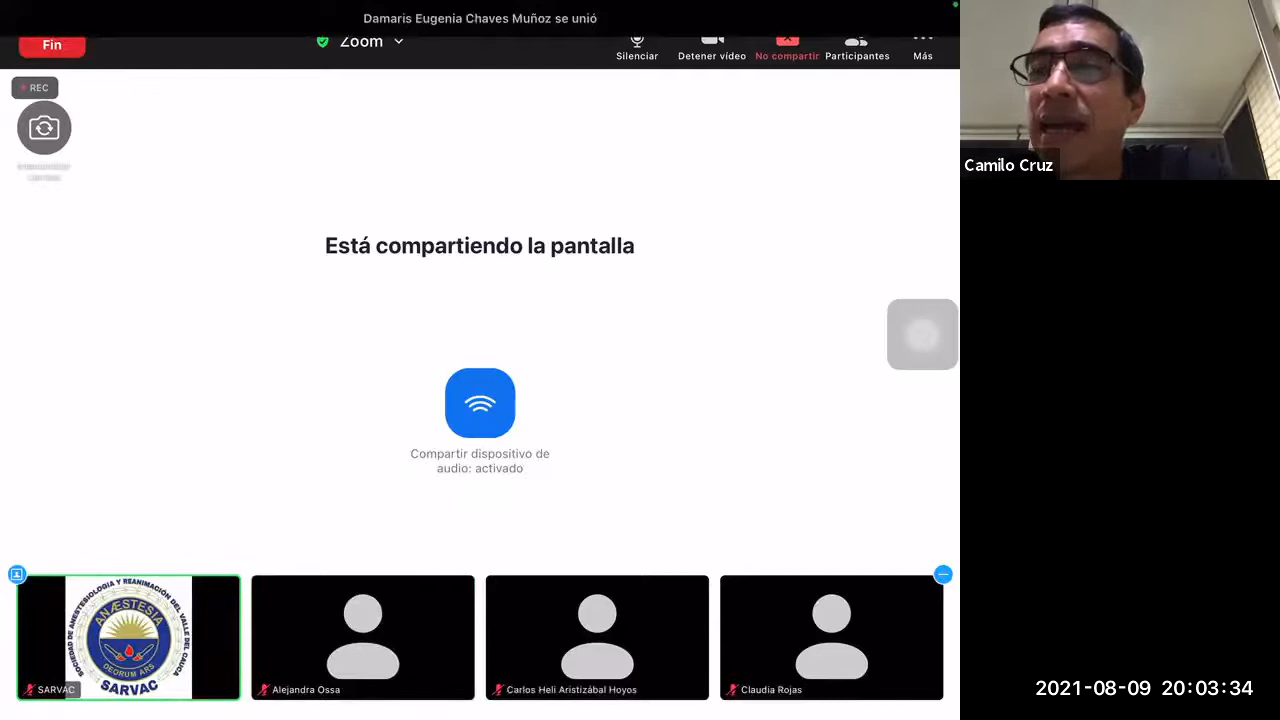 Damaris Eugenia Chaves Muñoz se unió
Fin
Zoom
Silenciar
Detener vídeo
No compartir
Participantes
Más
REC
Camilo Cruz
Está compartiendo la pantalla
Compartir dispositivo de
audio: activado
SOCIEDAD DE ANESTESIOLOGIA Y REANIMACIÓN DEL VALLE DEL CAUCA
ANÆSTESIA
DEORUM ARS
SARVAC
SARVAC
Alejandra Ossa
Carlos Heli Aristizábal Hoyos
Claudia Rojas
2021-08-09 20:03:34